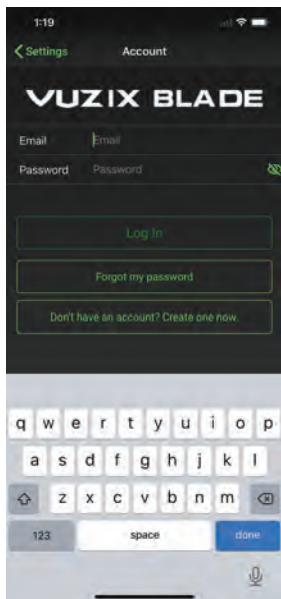 1:19
Settings Account
VUZIX BLADE
Email Email
Password Password
Log In
Forgot my password
Don't have an account? Create one now.
q w e r t y u i o p
a s d f g h j k l
z x c v b n m
123 space done